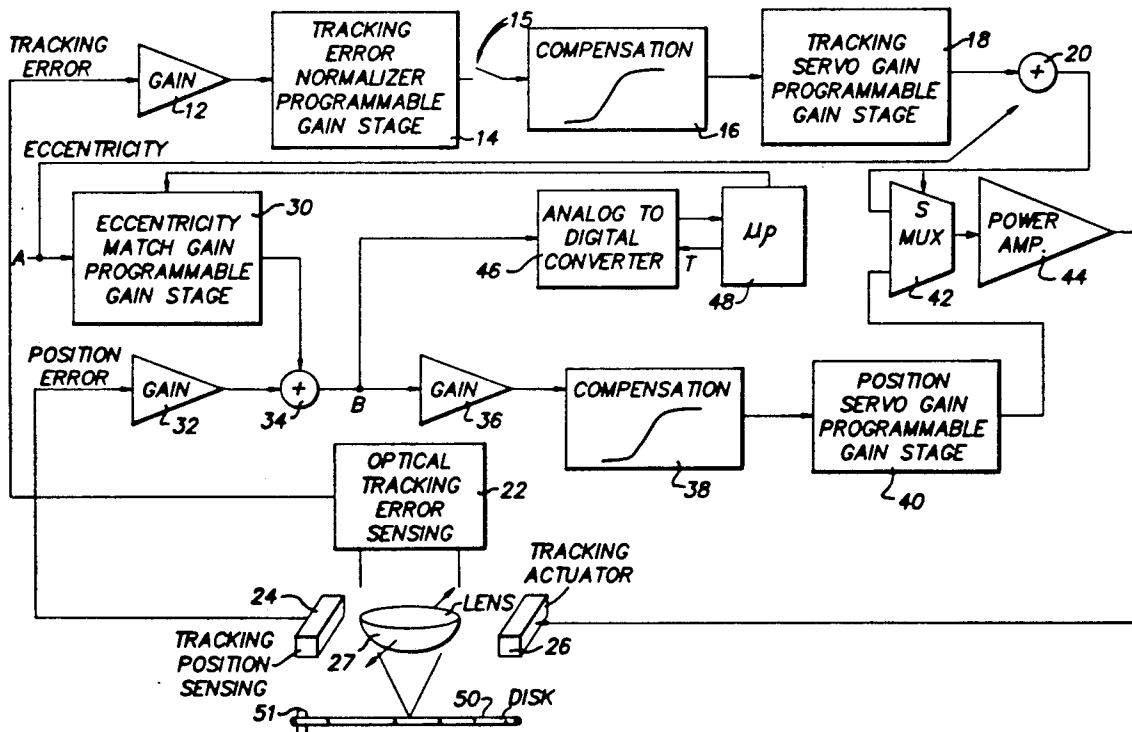 TRACKING ERROR
GAIN
12
TRACKING
ERROR
NORMALIZER
PROGRAMMABLE
GAIN STAGE
14
15
COMPENSATION
16
TRACKING
SERVO GAIN
PROGRAMMABLE
GAIN STAGE
18
20
+
ECCENTRICITY
A
30
ECCENTRICITY
MATCH GAIN
PROGRAMMABLE
GAIN STAGE
ANALOG TO
DIGITAL
CONVERTER
46
T
μp
48
S
MUX
42
POWER
AMP.
44
POSITION
ERROR
GAIN
32
+
34
B
GAIN
36
COMPENSATION
38
POSITION
SERVO GAIN
PROGRAMMABLE
GAIN STAGE
40
OPTICAL
TRACKING
ERROR
SENSING
22
24
TRACKING
POSITION
SENSING
LENS
27
TRACKING
ACTUATOR
26
51
50
DISK